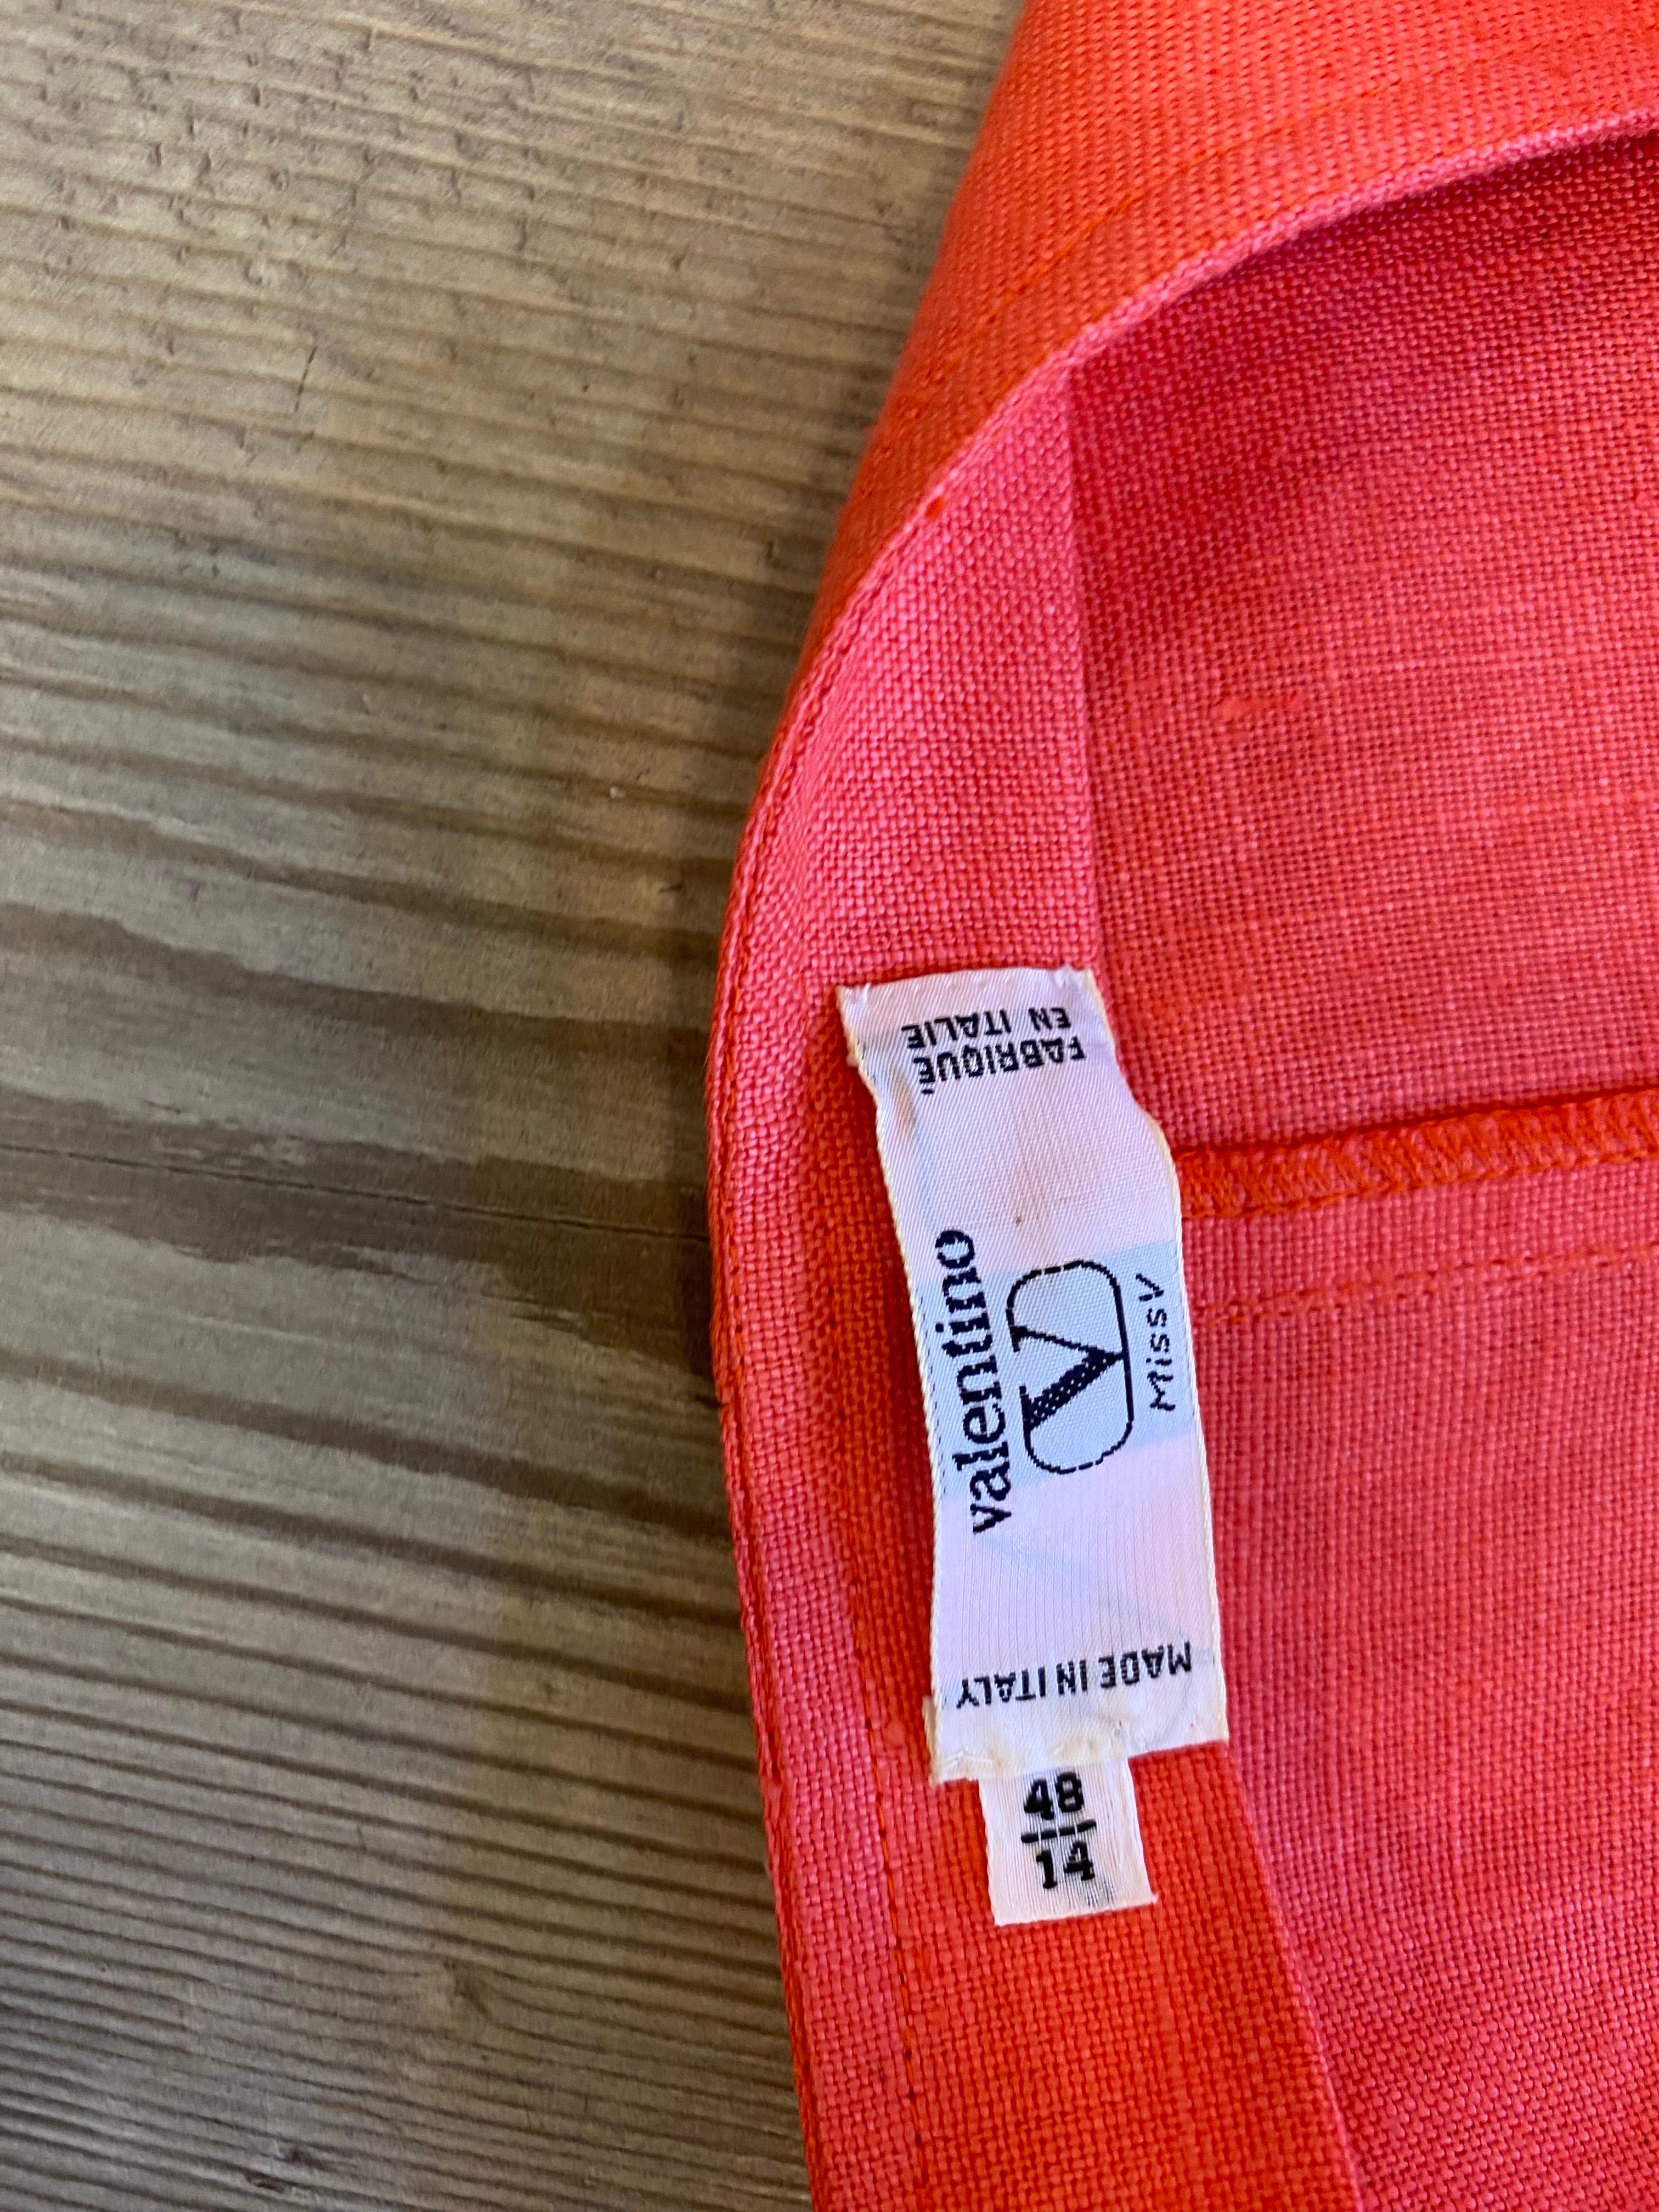 FABRIQUÉ
EN ITALIE
valentino
V
MissV
MADE IN ITALY
48
14